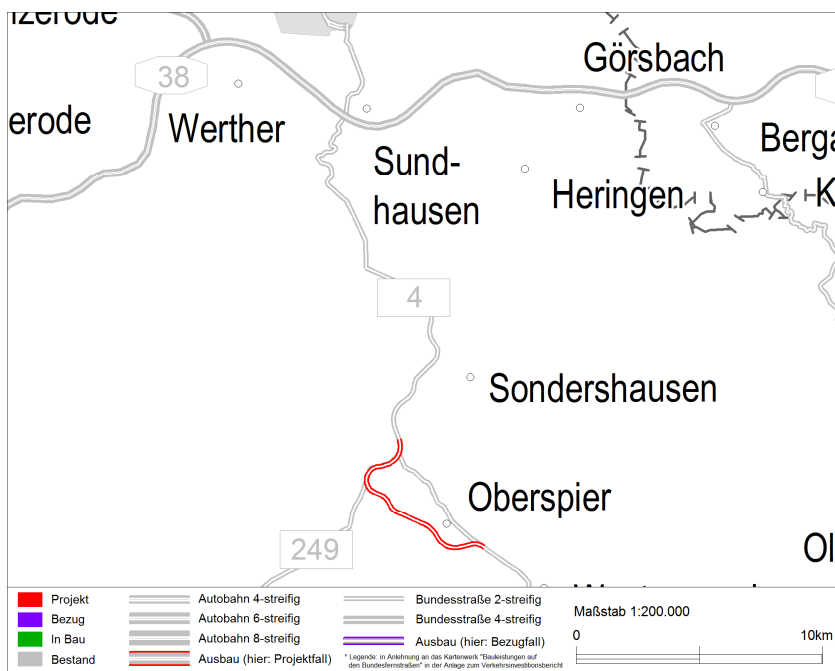 38
erode
Werther
Görsbach
Sund-
hausen
Heringen
4
Sondershausen
Oberspier
249
Projekt
Bezug
In Bau
Bestand
Autobahn 4-streifig
Autobahn 6-streifig
Autobahn 8-streifig
Ausbau (hier: Projektfall)
Bundesstraße 2-streifig
Bundesstraße 4-streifig
Ausbau (hier: Bezugfall)
* Legende: in Anlehnung an das Kartenwerk "Bauleistungen auf
den Bundesfernstraßen" in der Anlage zum Verkehrsinvestitionsbericht
Maßstab 1:200.000
0 10km